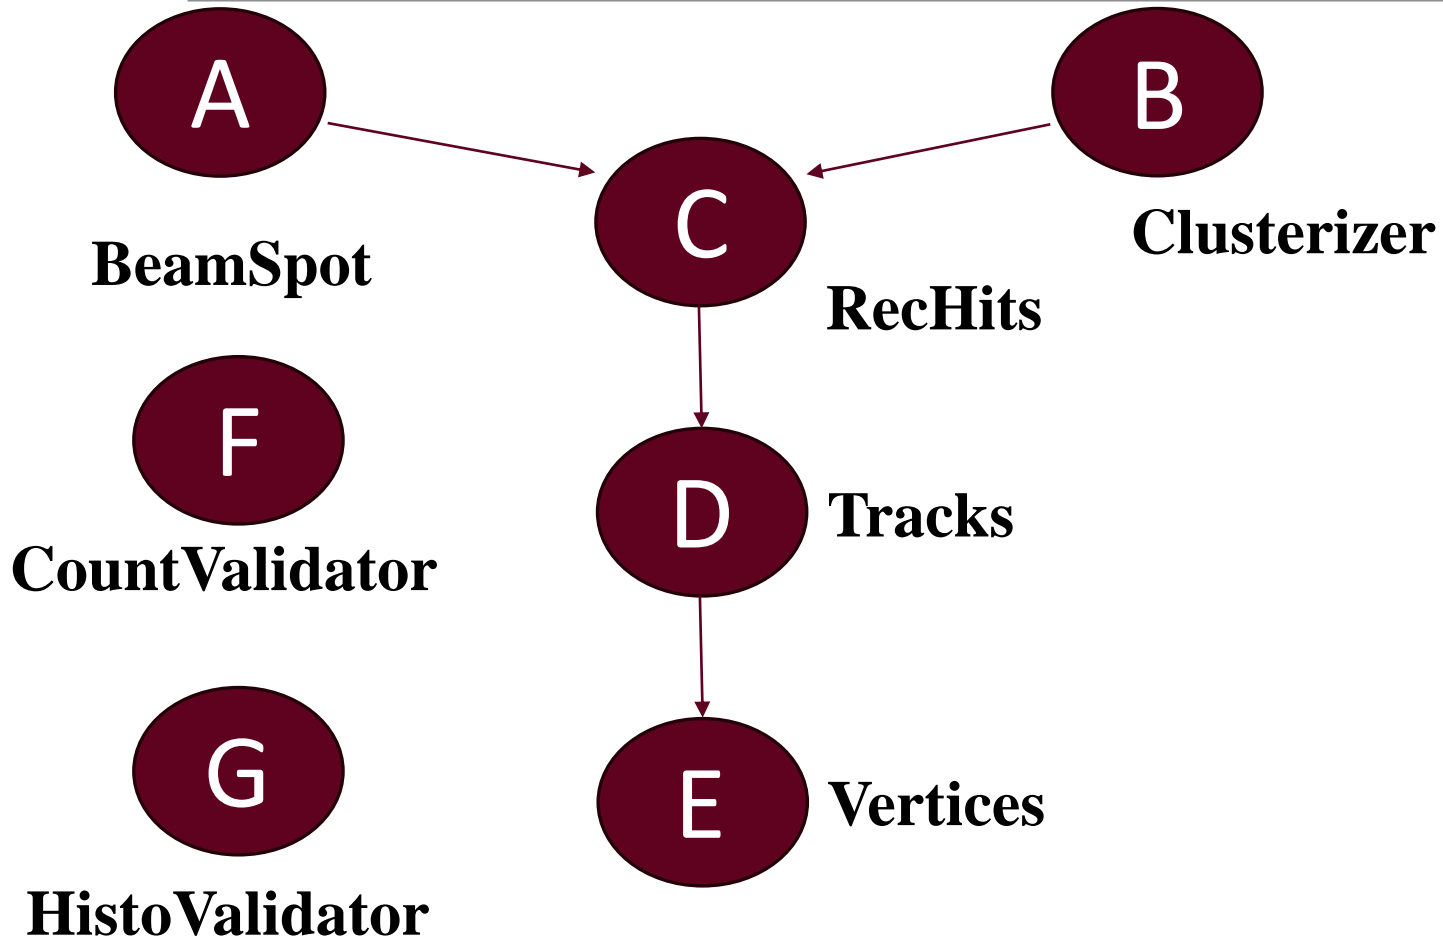 A
B
C
Clusterizer
BeamSpot
RecHits
F
D
Tracks
CountValidator
G
E
Vertices
HistoValidator